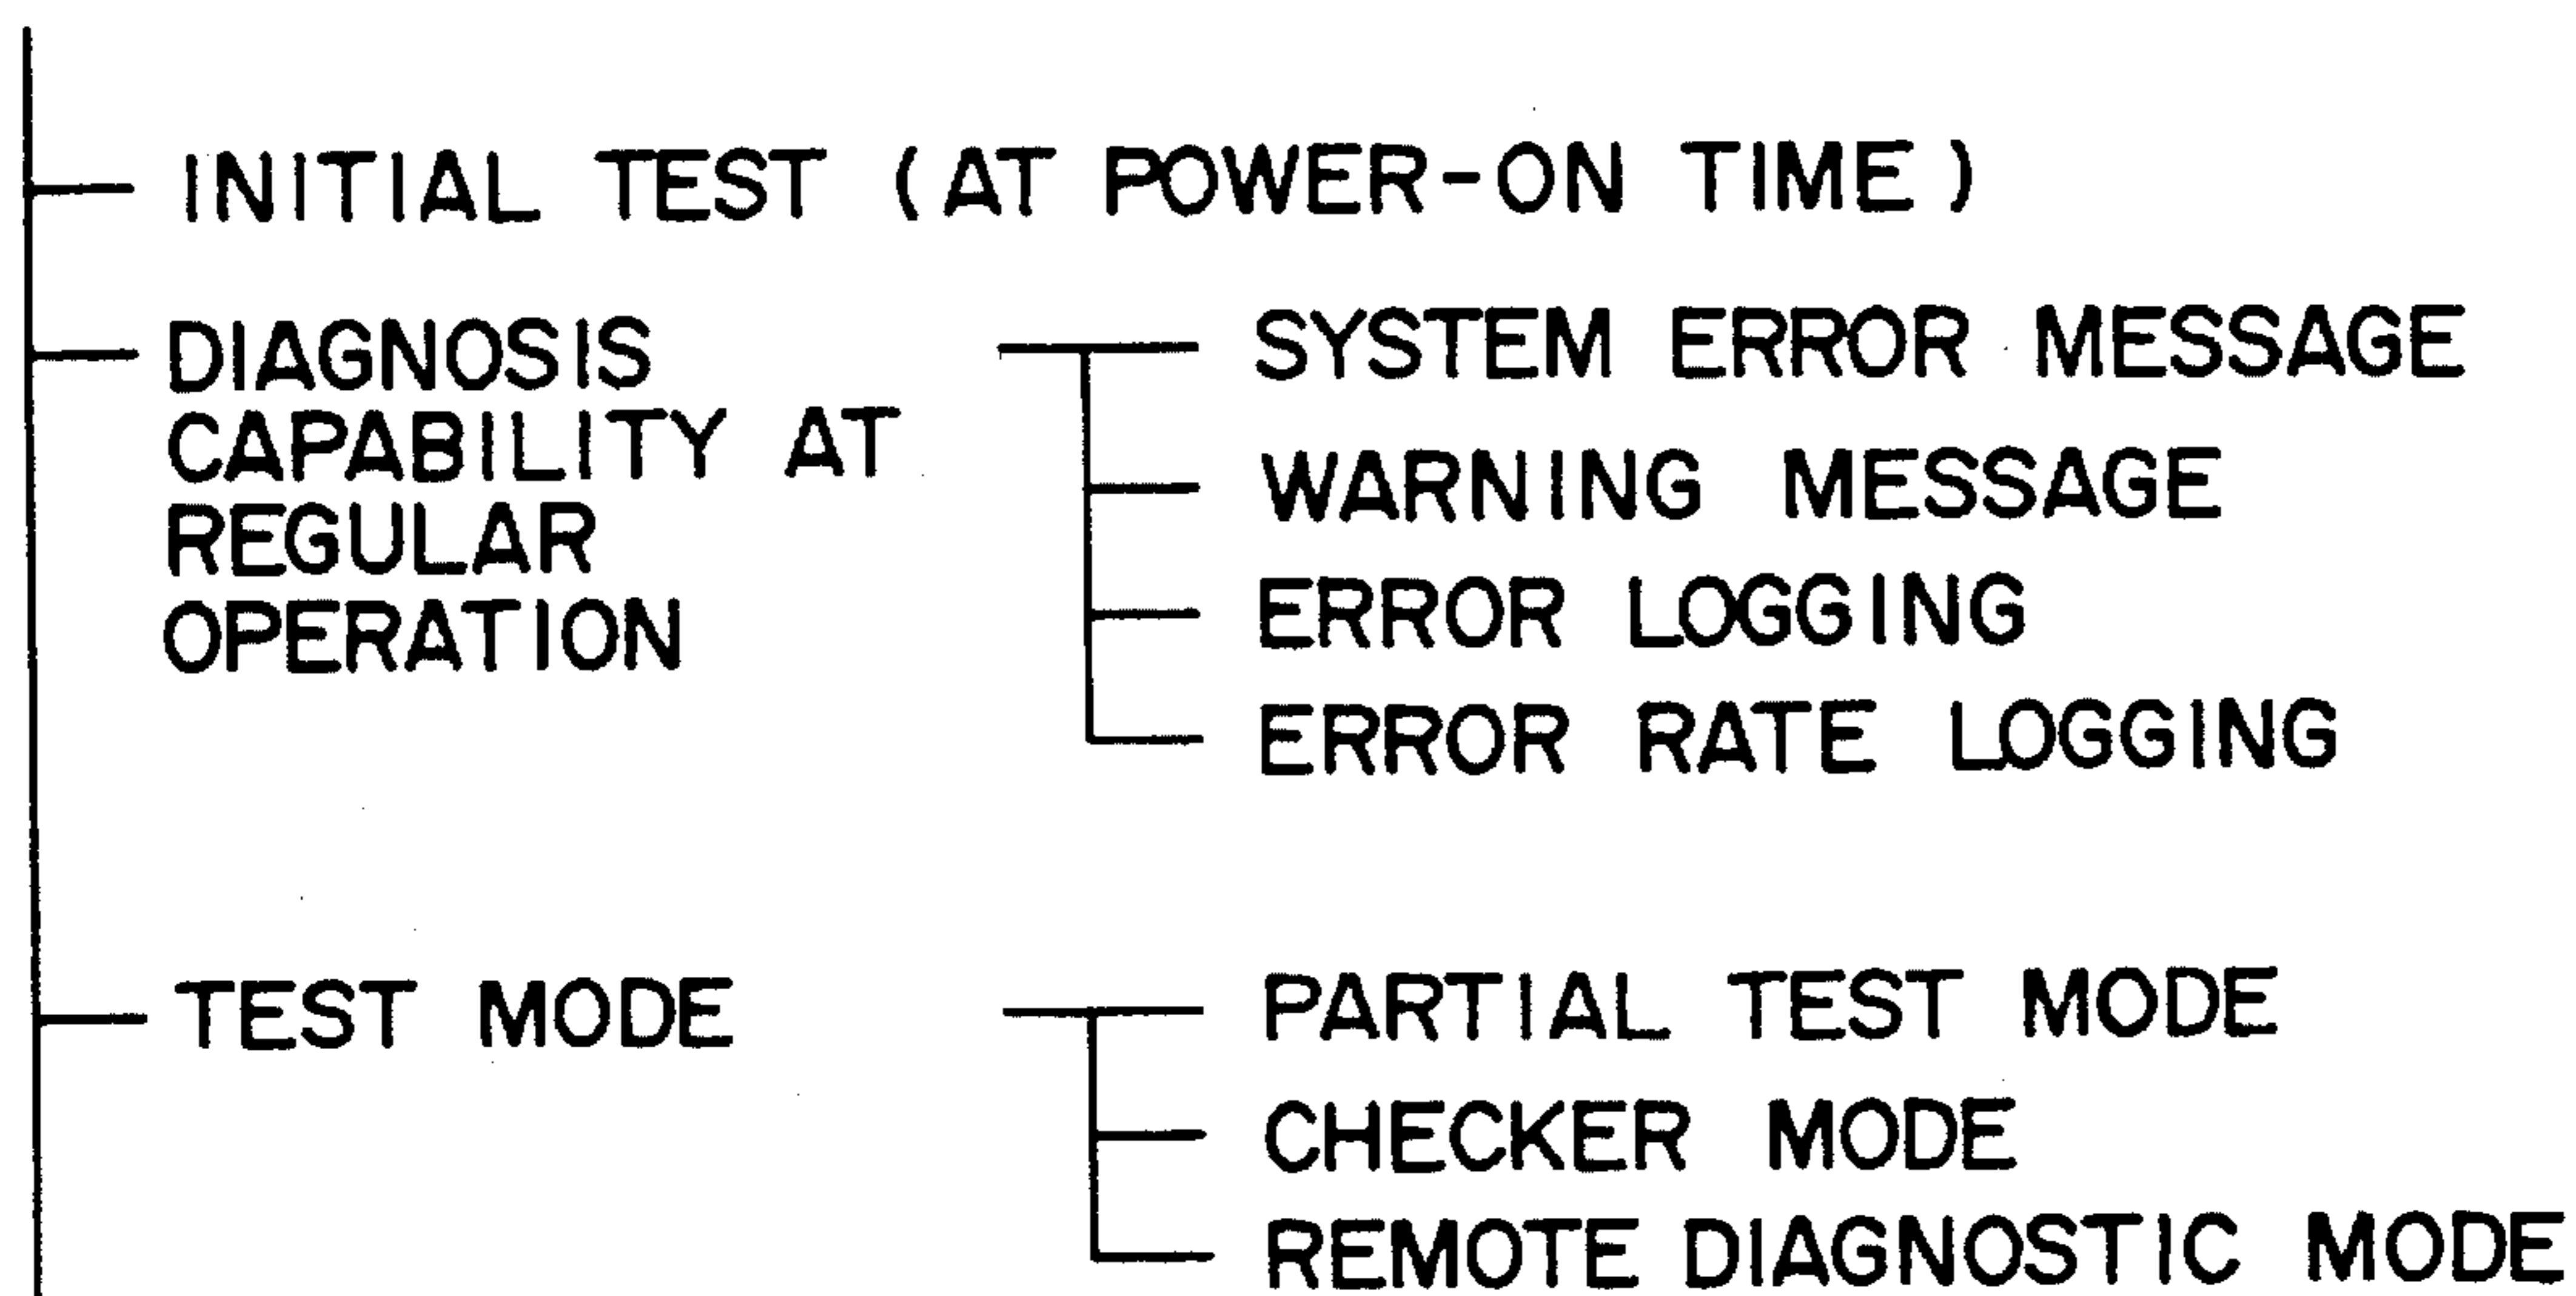 INITIAL TEST (AT POWER-ON TIME)
DIAGNOSIS
CAPABILITY AT
REGULAR
OPERATION
SYSTEM ERROR MESSAGE
WARNING MESSAGE
ERROR LOGGING
ERROR RATE LOGGING
TEST MODE
PARTIAL TEST MODE
CHECKER MODE
REMOTE DIAGNOSTIC MODE